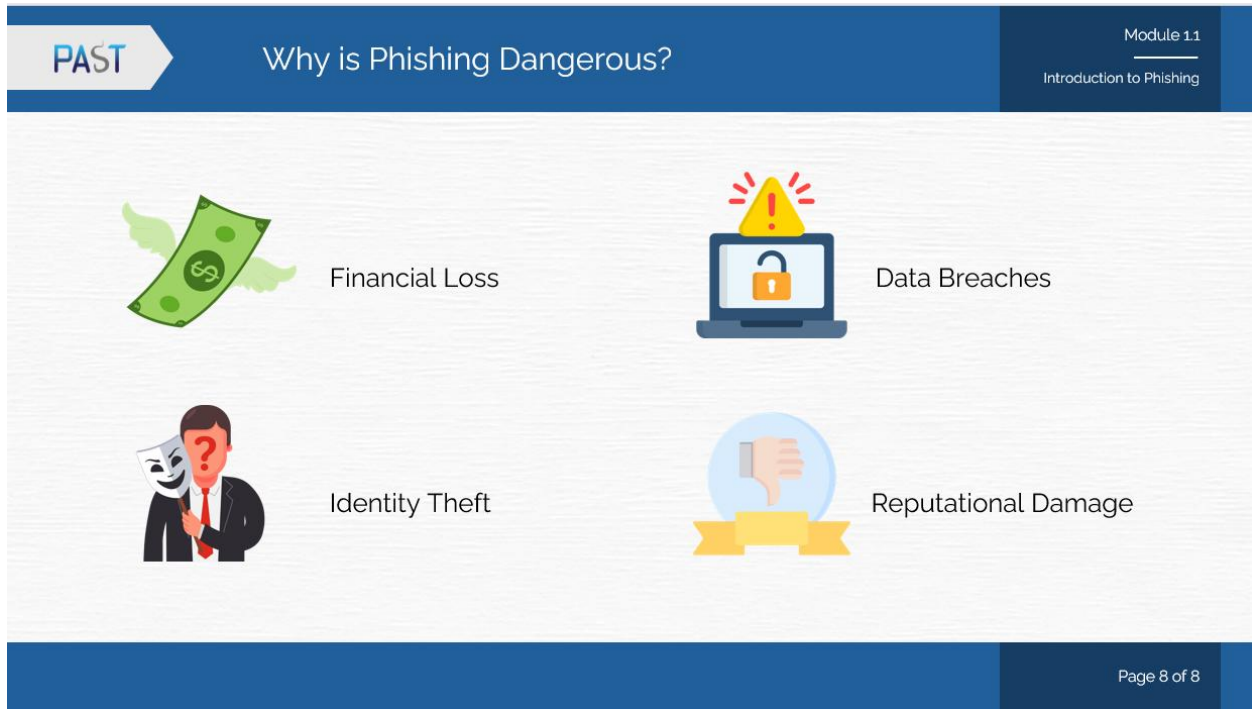 PAST
Why is Phishing Dangerous?
Module 1.1
Introduction to Phishing
$
Financial Loss
!
Data Breaches
?
Identity Theft
Reputational Damage
Page 8 of 8